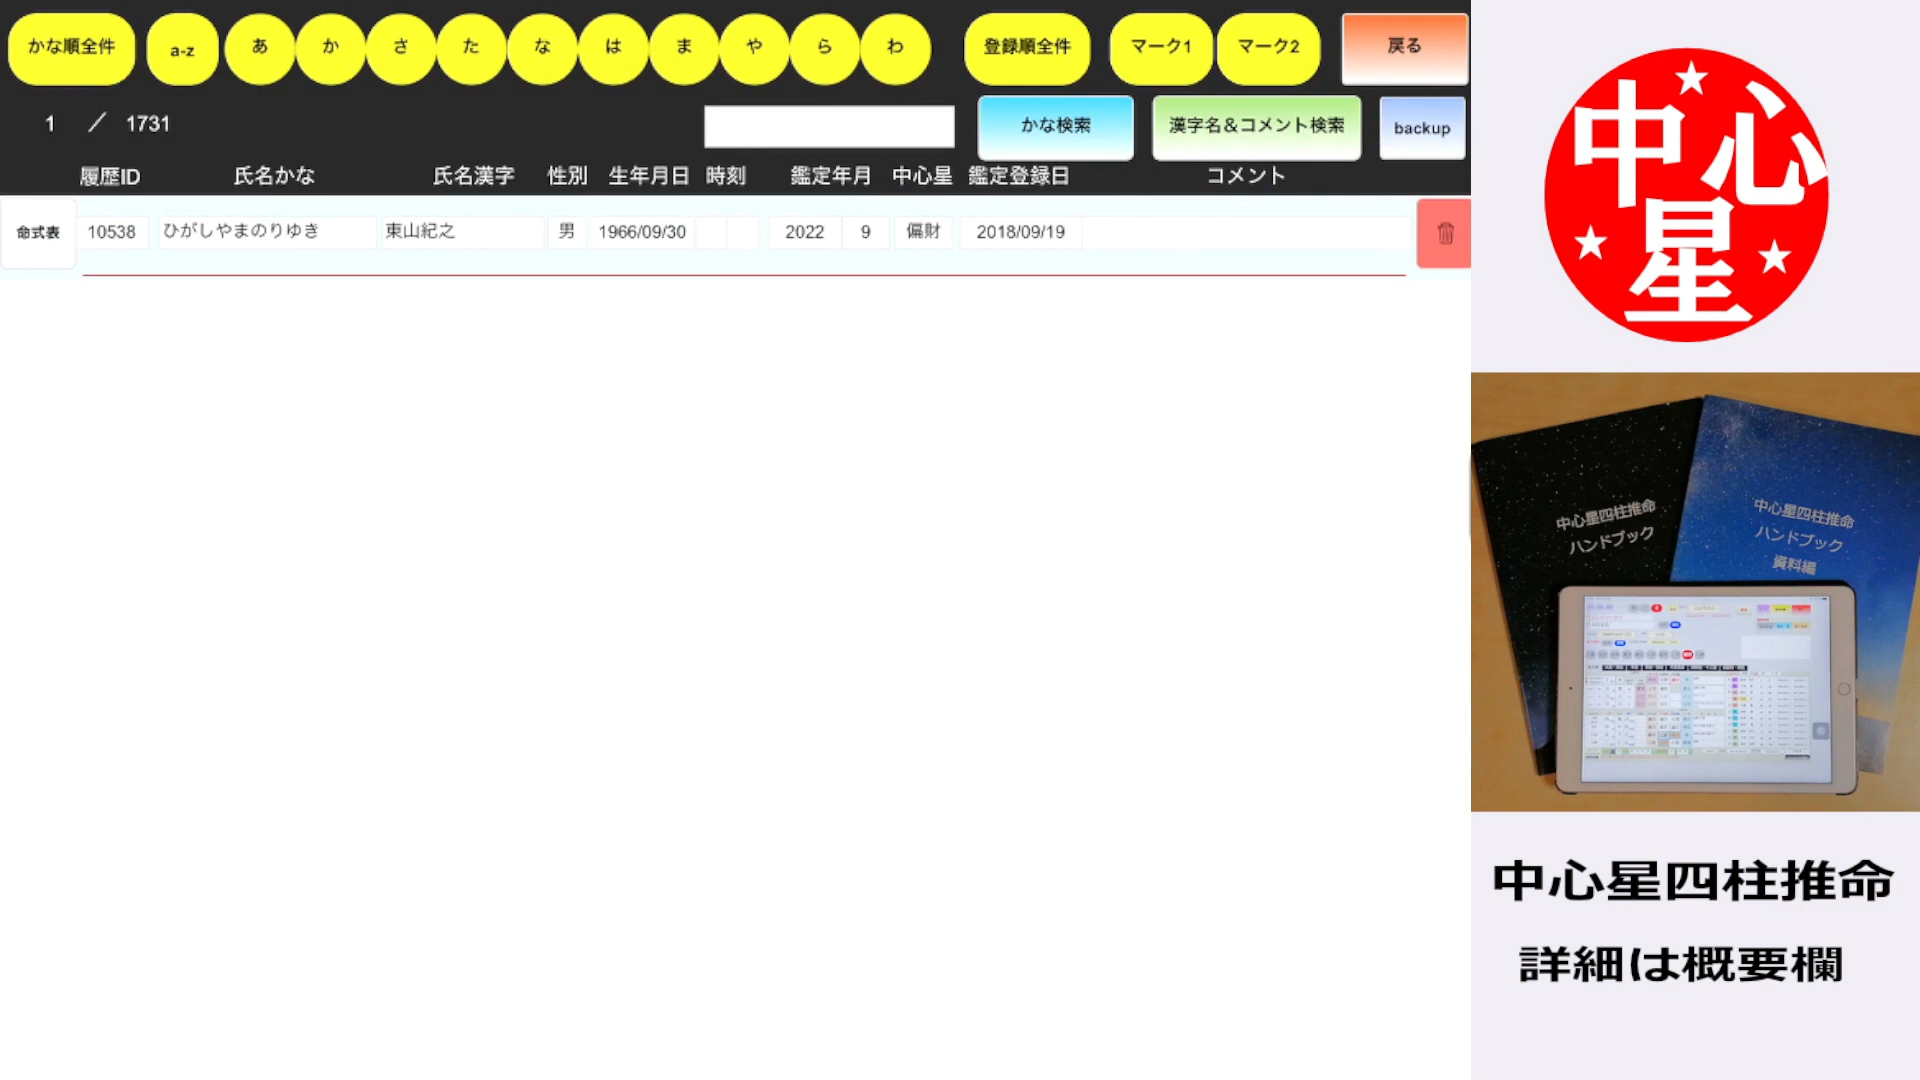 かな順全件 a-z あ か さ た な は ま や ら わ 登録順全件 マーク1 マーク2 戻る
1 / 1731 かな検索 漢字名&コメント検索 backup
履歴ID 氏名かな 氏名漢字 性別 生年月日 時刻 鑑定年月 中心星 鑑定登録日 コメント
命式表 10538 ひがしやまのりゆき 東山紀之 男 1966/09/30 2022 9 偏財 2018/09/19
中心
星
中心星四柱推命
ハンドブック
中心星四柱推命
ハンドブック
資料編
中心星四柱推命
詳細は概要欄